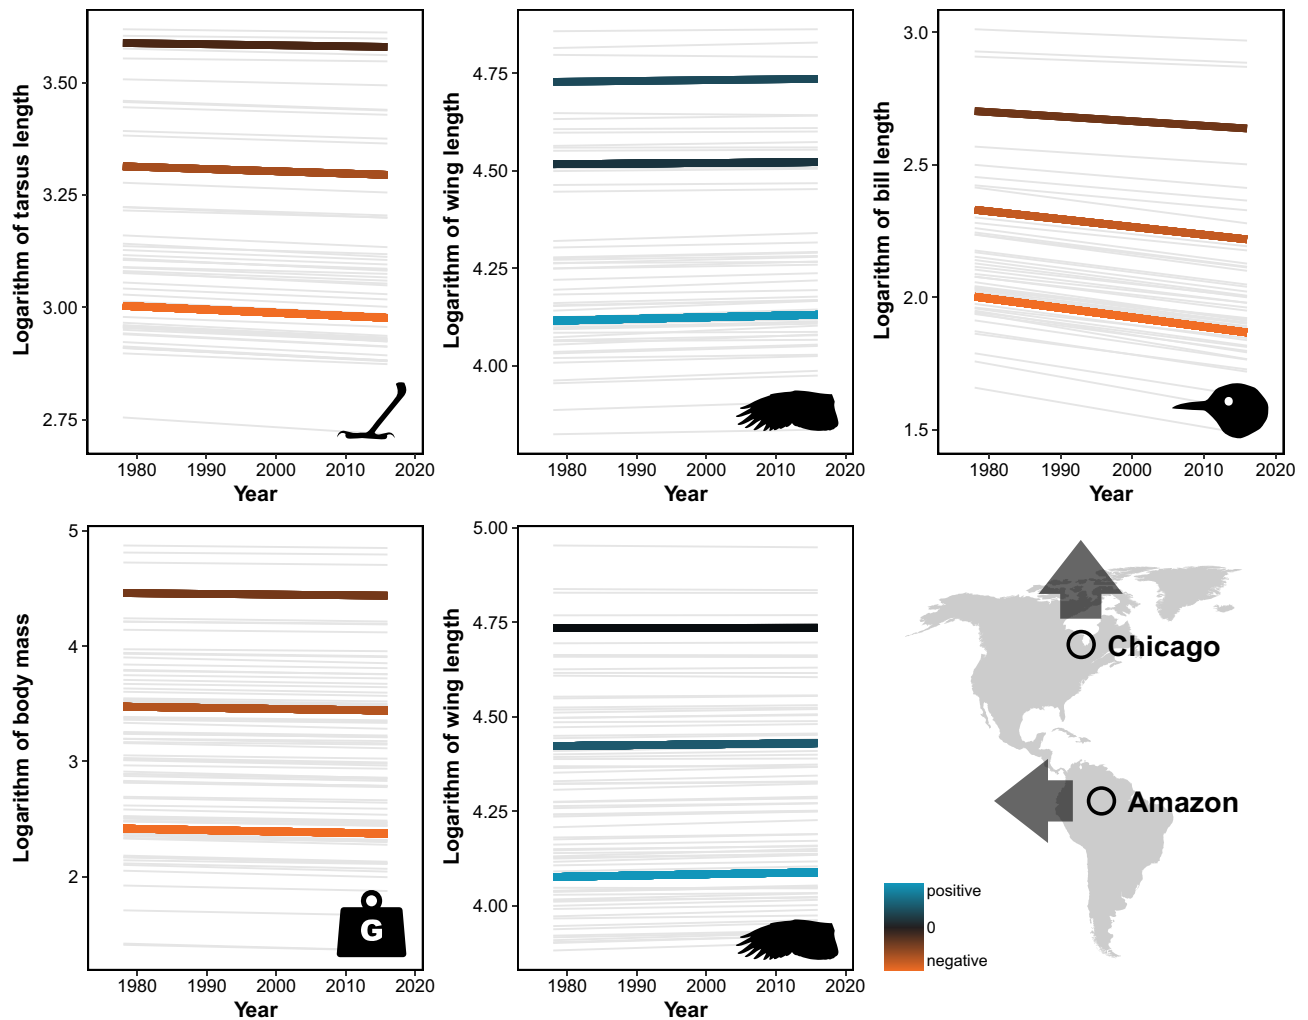 Logarithm of tarsus length
3.50
3.25
3.00
2.75
1980 1990 2000 2010 2020
Year
Logarithm of wing length
4.75
4.50
4.25
4.00
1980 1990 2000 2010 2020
Year
Logarithm of bill length
3.0
2.5
2.0
1.5
1980 1990 2000 2010 2020
Year
Logarithm of body mass
5
4
3
2
G
1980 1990 2000 2010 2020
Year
Logarithm of wing length
5.00
4.75
4.50
4.25
4.00
1980 1990 2000 2010 2020
Year
Chicago
Amazon
positive
0
negative